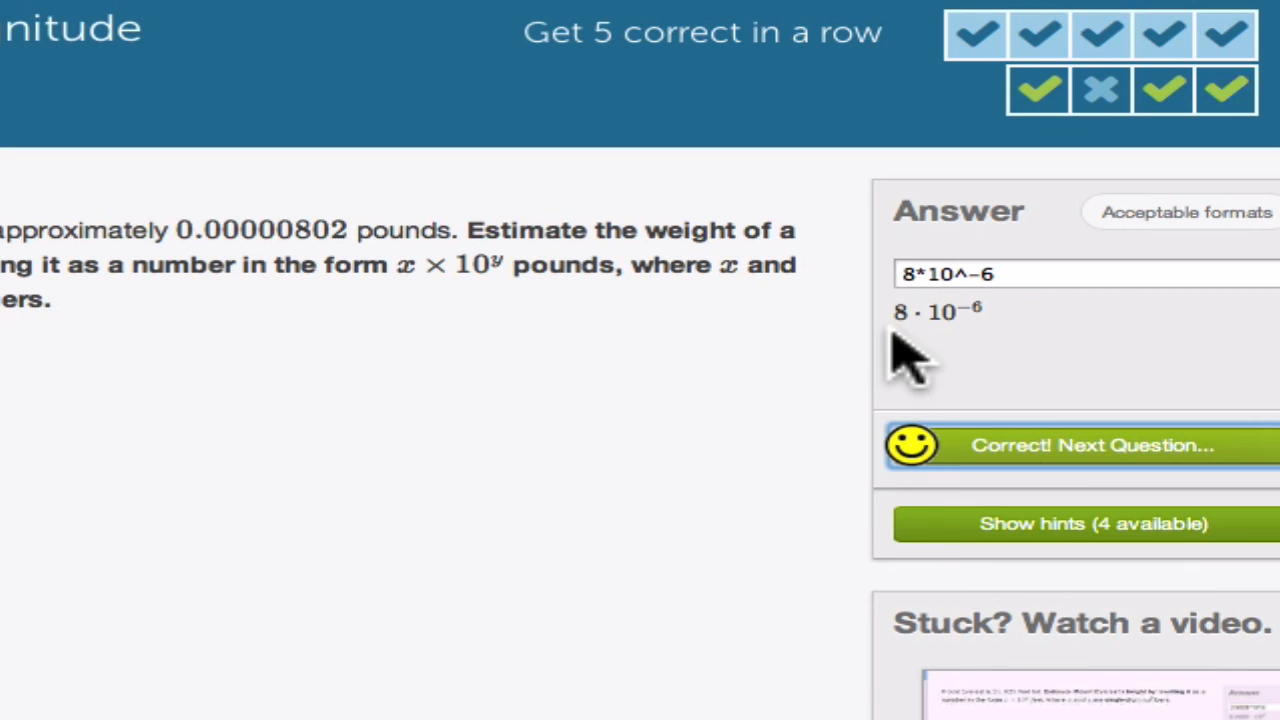 nitude
Get 5 correct in a row
approximately 0.00000802 pounds. Estimate the weight of a
ng it as a number in the form x × 10^y pounds, where x and
ers.
Answer
Acceptable formats
8*10^-6
8 · 10^−6
Correct! Next Question...
Show hints (4 available)
Stuck? Watch a video.
Answer